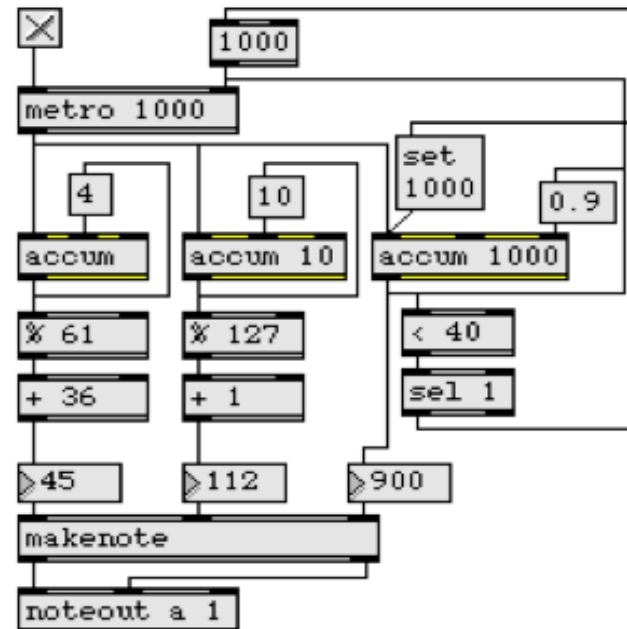 1000
metro 1000
set
1000
4
10
0.9
accum
accum 10
accum 1000
% 61
% 127
< 40
+ 36
+ 1
sel 1
45
112
900
makenote
noteout a 1